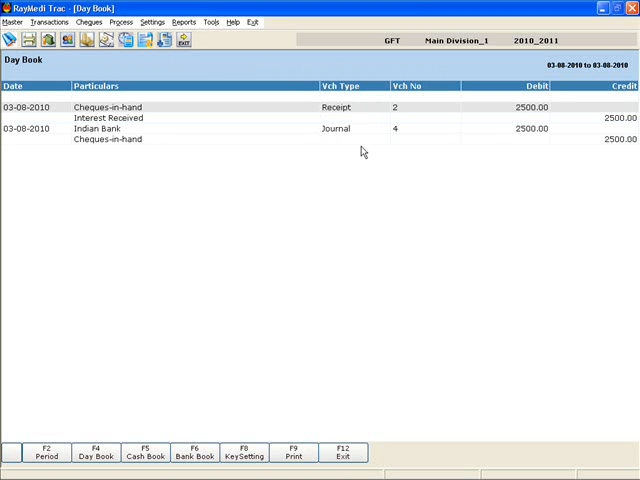 RayMedi Trac - [Day Book]
Master Transactions Cheques Process Settings Reports Tools Help Exit
EXIT GFT Main Division_1 2010_2011
Day Book
03-08-2010 to 03-08-2010
Date Particulars Vch Type Vch No Debit Credit
03-08-2010 Cheques-in-hand Receipt 2 2500.00
Interest Received 2500.00
03-08-2010 Indian Bank Journal 4 2500.00
Cheques-in-hand 2500.00
F2 F4 F5 F6 F8 F9 F12
Period Day Book Cash Book Bank Book KeySetting Print Exit